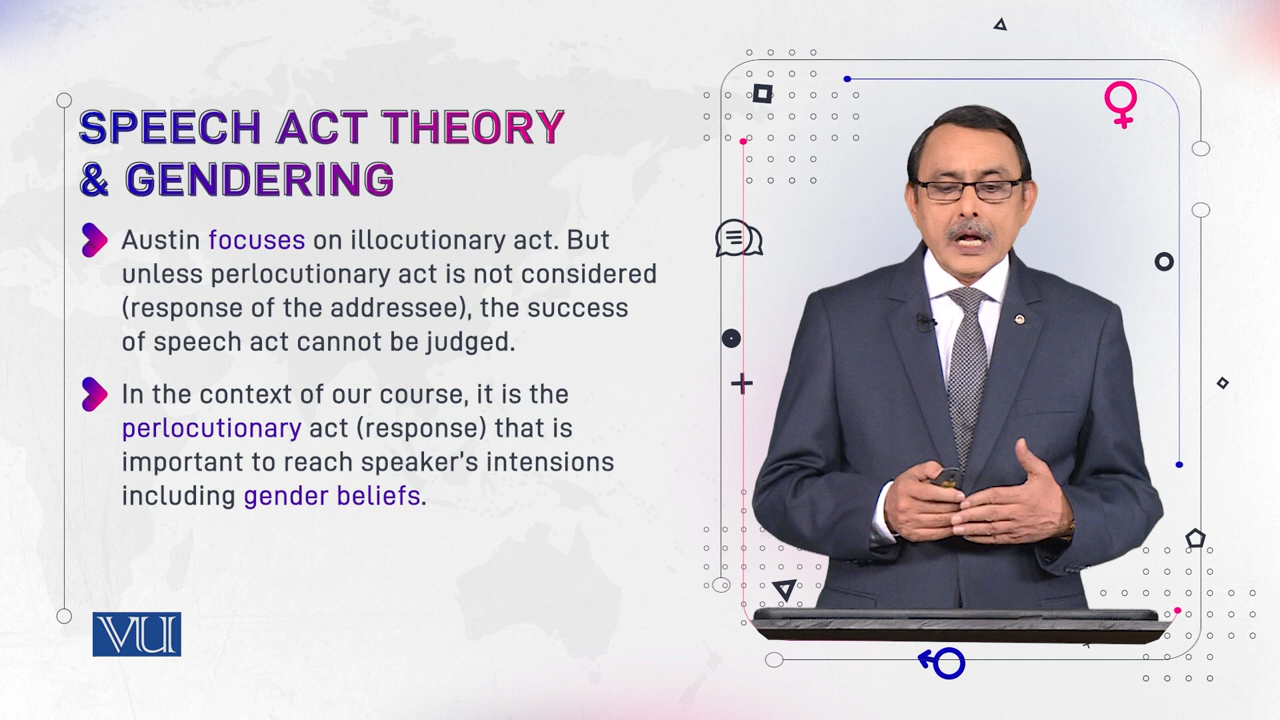 SPEECH ACT THEORY
& GENDERING
Austin focuses on illocutionary act. But
unless perlocutionary act is not considered
(response of the addressee), the success
of speech act cannot be judged.
In the context of our course, it is the
perlocutionary act (response) that is
important to reach speaker's intensions
including gender beliefs.
VU